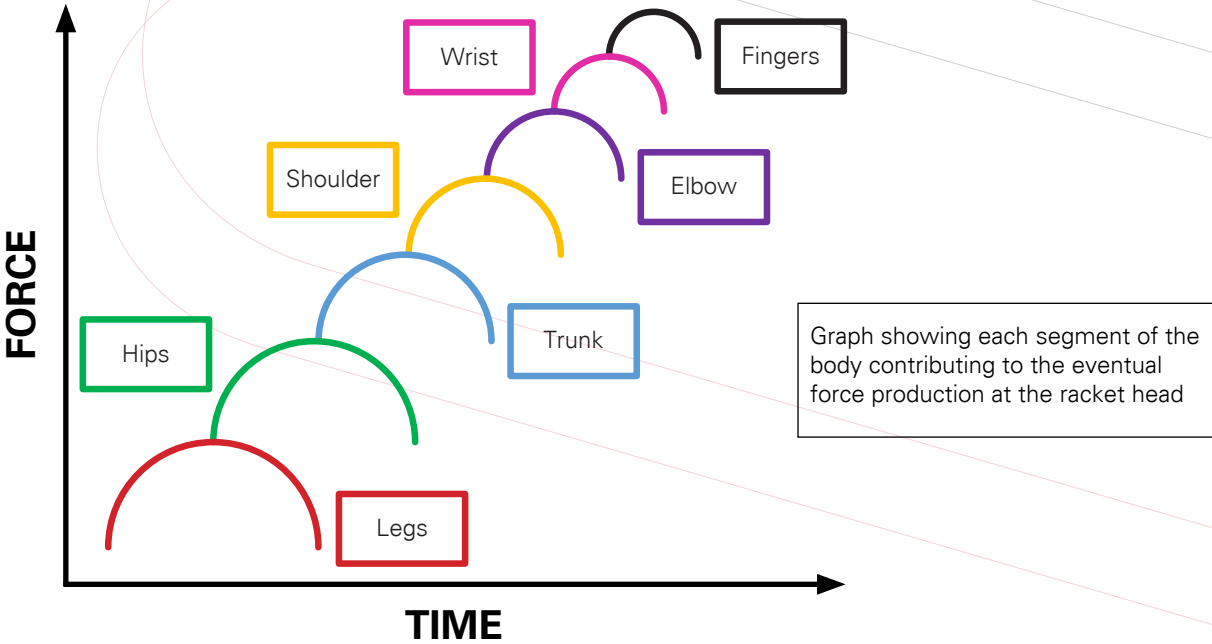 Wrist
Fingers
Shoulder
Elbow
FORCE
Hips
Trunk
Graph showing each segment of the
body contributing to the eventual
force production at the racket head
Legs
TIME